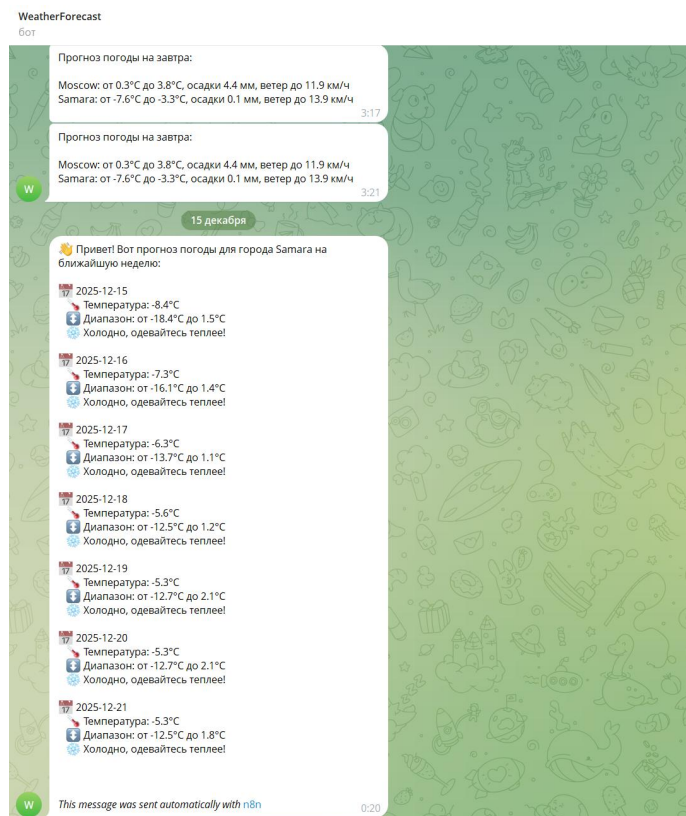 WeatherForecast
бот
Прогноз погоды на завтра:
Moscow: от 0.3°C до 3.8°C, осадки 4.4 мм, ветер до 11.9 км/ч
Samara: от -7.6°C до -3.3°C, осадки 0.1 мм, ветер до 13.9 км/ч
3:17
Прогноз погоды на завтра:
Moscow: от 0.3°C до 3.8°C, осадки 4.4 мм, ветер до 11.9 км/ч
Samara: от -7.6°C до -3.3°C, осадки 0.1 мм, ветер до 13.9 км/ч
3:21
W
15 декабря
👋 Привет! Вот прогноз погоды для города Samara на
ближайшую неделю:
📅 2025-12-15
🌡️ Температура: -8.4°C
↕️ Диапазон: от -18.4°C до 1.5°C
❄️ Холодно, одевайтесь теплее!
📅 2025-12-16
🌡️ Температура: -7.3°C
↕️ Диапазон: от -16.1°C до 1.4°C
❄️ Холодно, одевайтесь теплее!
📅 2025-12-17
🌡️ Температура: -6.3°C
↕️ Диапазон: от -13.7°C до 1.1°C
❄️ Холодно, одевайтесь теплее!
📅 2025-12-18
🌡️ Температура: -5.6°C
↕️ Диапазон: от -12.5°C до 1.2°C
❄️ Холодно, одевайтесь теплее!
📅 2025-12-19
🌡️ Температура: -5.3°C
↕️ Диапазон: от -12.7°C до 2.1°C
❄️ Холодно, одевайтесь теплее!
📅 2025-12-20
🌡️ Температура: -5.3°C
↕️ Диапазон: от -12.7°C до 2.1°C
❄️ Холодно, одевайтесь теплее!
📅 2025-12-21
🌡️ Температура: -5.3°C
↕️ Диапазон: от -12.5°C до 1.8°C
❄️ Холодно, одевайтесь теплее!
W
This message was sent automatically with n8n
0:20